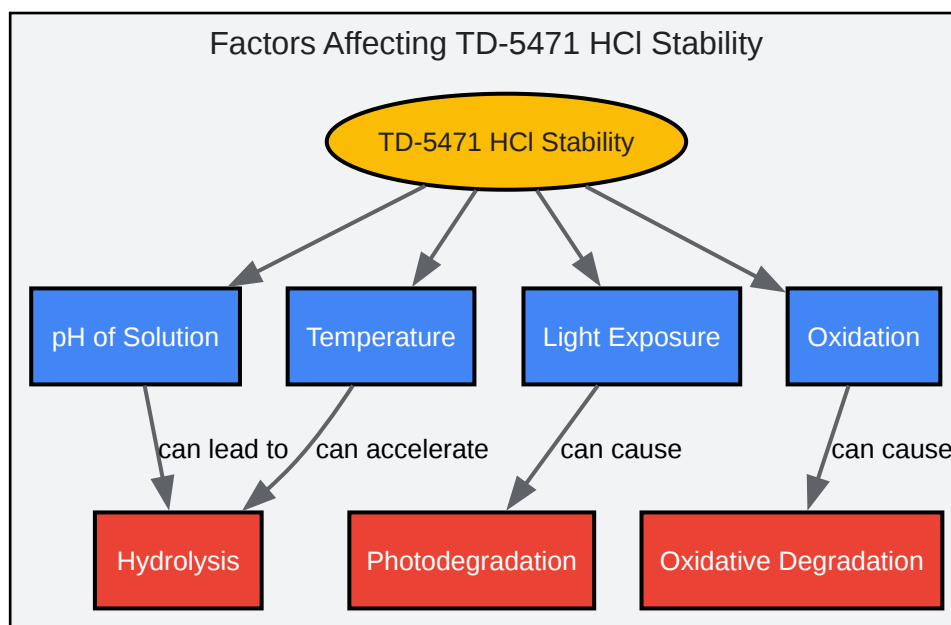 Factors Affecting TD-5471 HCl Stability
TD-5471 HCl Stability
pH of Solution
Temperature
Light Exposure
Oxidation
can lead to
can accelerate
can cause
can cause
Hydrolysis
Photodegradation
Oxidative Degradation